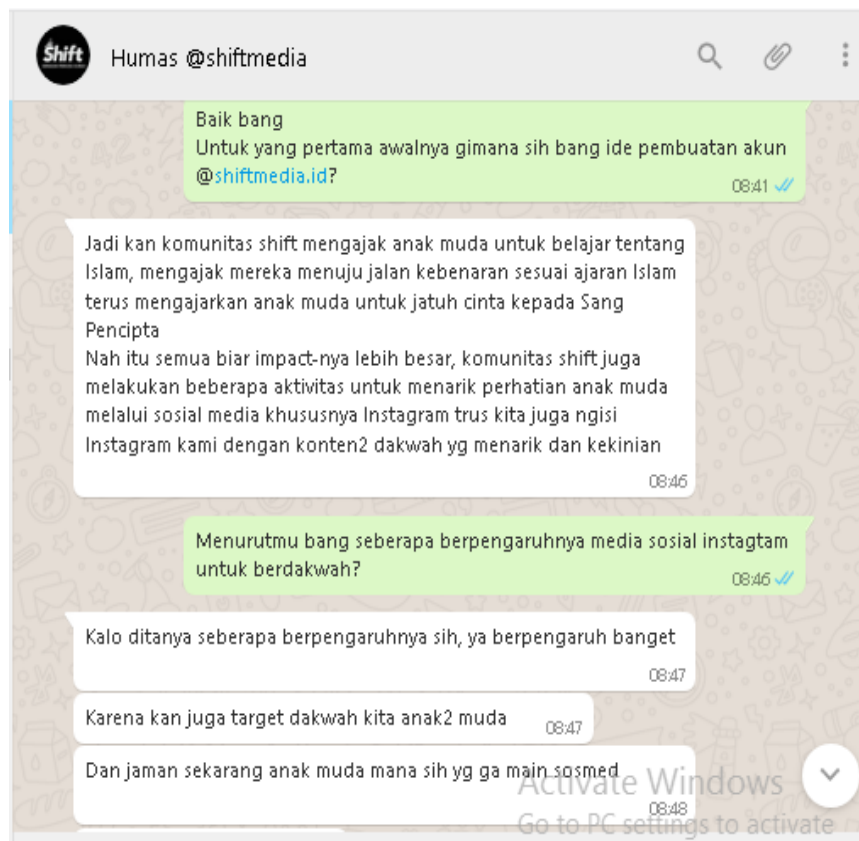 Shift
Humas @shiftmedia
Baik bang
Untuk yang pertama awalnya gimana sih bang ide pembuatan akun
@shiftmedia.id?
08:41
Jadi kan komunitas shift mengajak anak muda untuk belajar tentang
Islam, mengajak mereka menuju jalan kebenaran sesuai ajaran Islam
terus mengajarkan anak muda untuk jatuh cinta kepada Sang
Pencipta
Nah itu semua biar impact-nya lebih besar, komunitas shift juga
melakukan beberapa aktivitas untuk menarik perhatian anak muda
melalui sosial media khususnya Instagram trus kita juga ngisi
Instagram kami dengan konten2 dakwah yg menarik dan kekinian
08:46
Menurutmu bang seberapa berpengaruhnya media sosial instagtam
untuk berdakwah?
08:46
Kalo ditanya seberapa berpengaruhnya sih, ya berpengaruh banget
08:47
Karena kan juga target dakwah kita anak2 muda
08:47
Dan jaman sekarang anak muda mana sih yg ga main sosmed
08:48
Activate Windows
Go to PC settings to activate